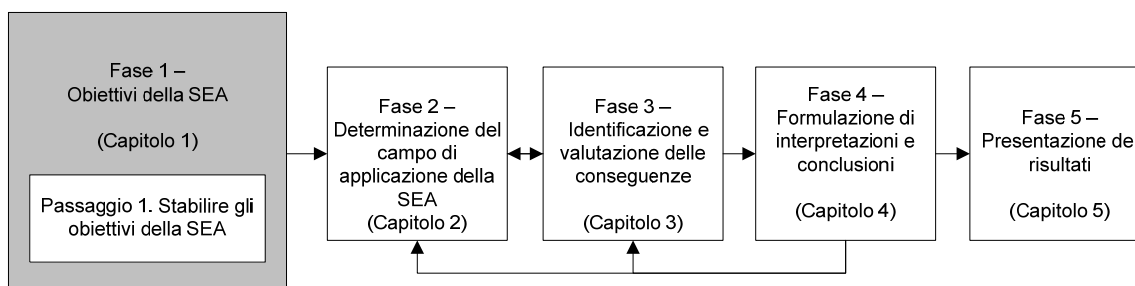 Fase 1 –
Obiettivi della SEA
(Capitolo 1)
Passaggio 1. Stabilire gli
obiettivi della SEA
Fase 2 –
Determinazione del
campo di
applicazione della
SEA
(Capitolo 2)
Fase 3 –
Identificazione e
valutazione delle
conseguenze
(Capitolo 3)
Fase 4 –
Formulazione di
interpretazioni e
conclusioni
(Capitolo 4)
Fase 5 –
Presentazione dei
risultati
(Capitolo 5)